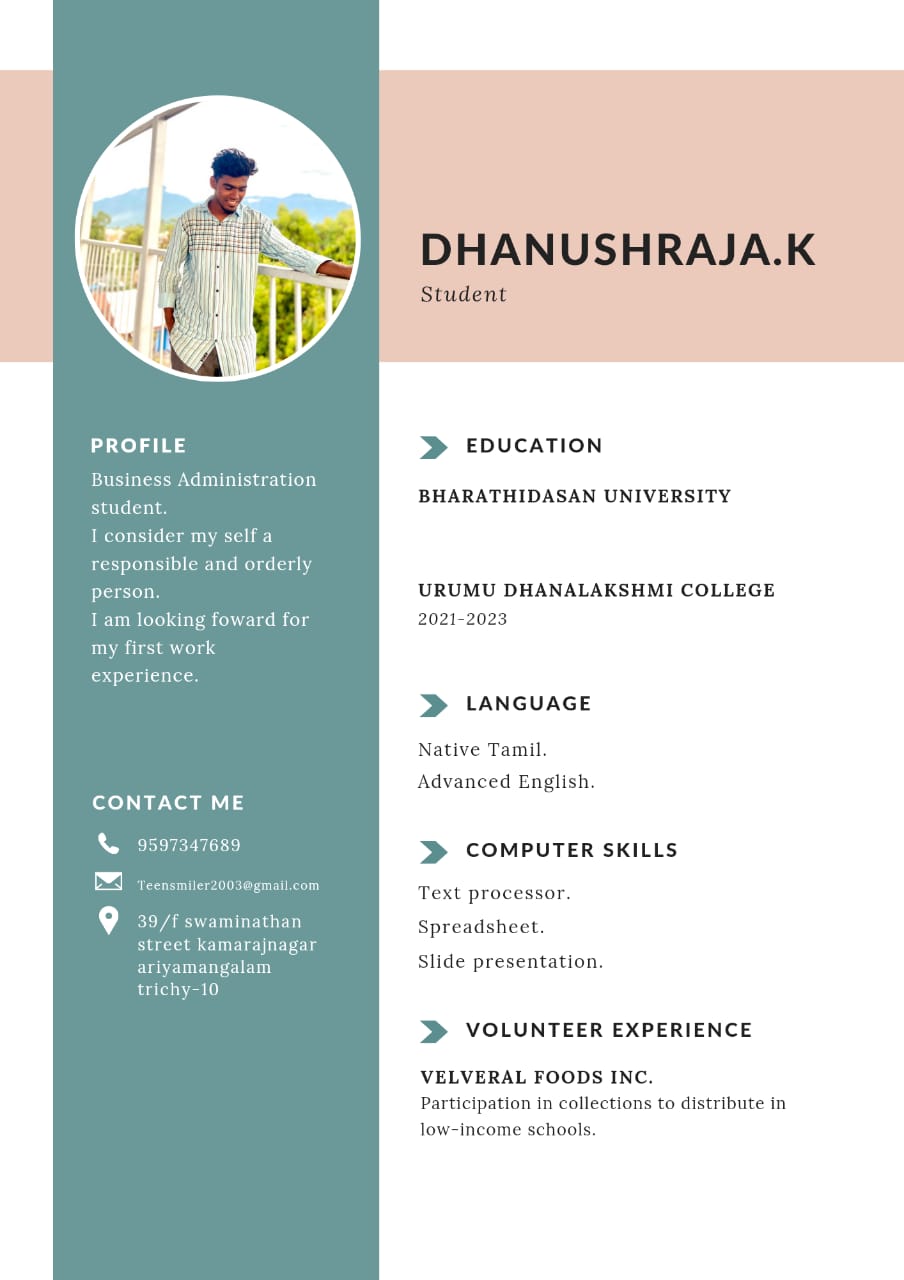 DHANUSHRAJA.K
Student
PROFILE
Business Administration
student.
I consider my self a
responsible and orderly
person.
I am looking foward for
my first work
experience.
CONTACT ME
9597347689
Teensmiler2003@gmail.com
39/f swaminathan
street kamarajnagar
ariyamangalam
trichy-10
EDUCATION
BHARATHIDASAN UNIVERSITY
URUMU DHANALAKSHMI COLLEGE
2021-2023
LANGUAGE
Native Tamil.
Advanced English.
COMPUTER SKILLS
Text processor.
Spreadsheet.
Slide presentation.
VOLUNTEER EXPERIENCE
VELVERAL FOODS INC.
Participation in collections to distribute in
low-income schools.